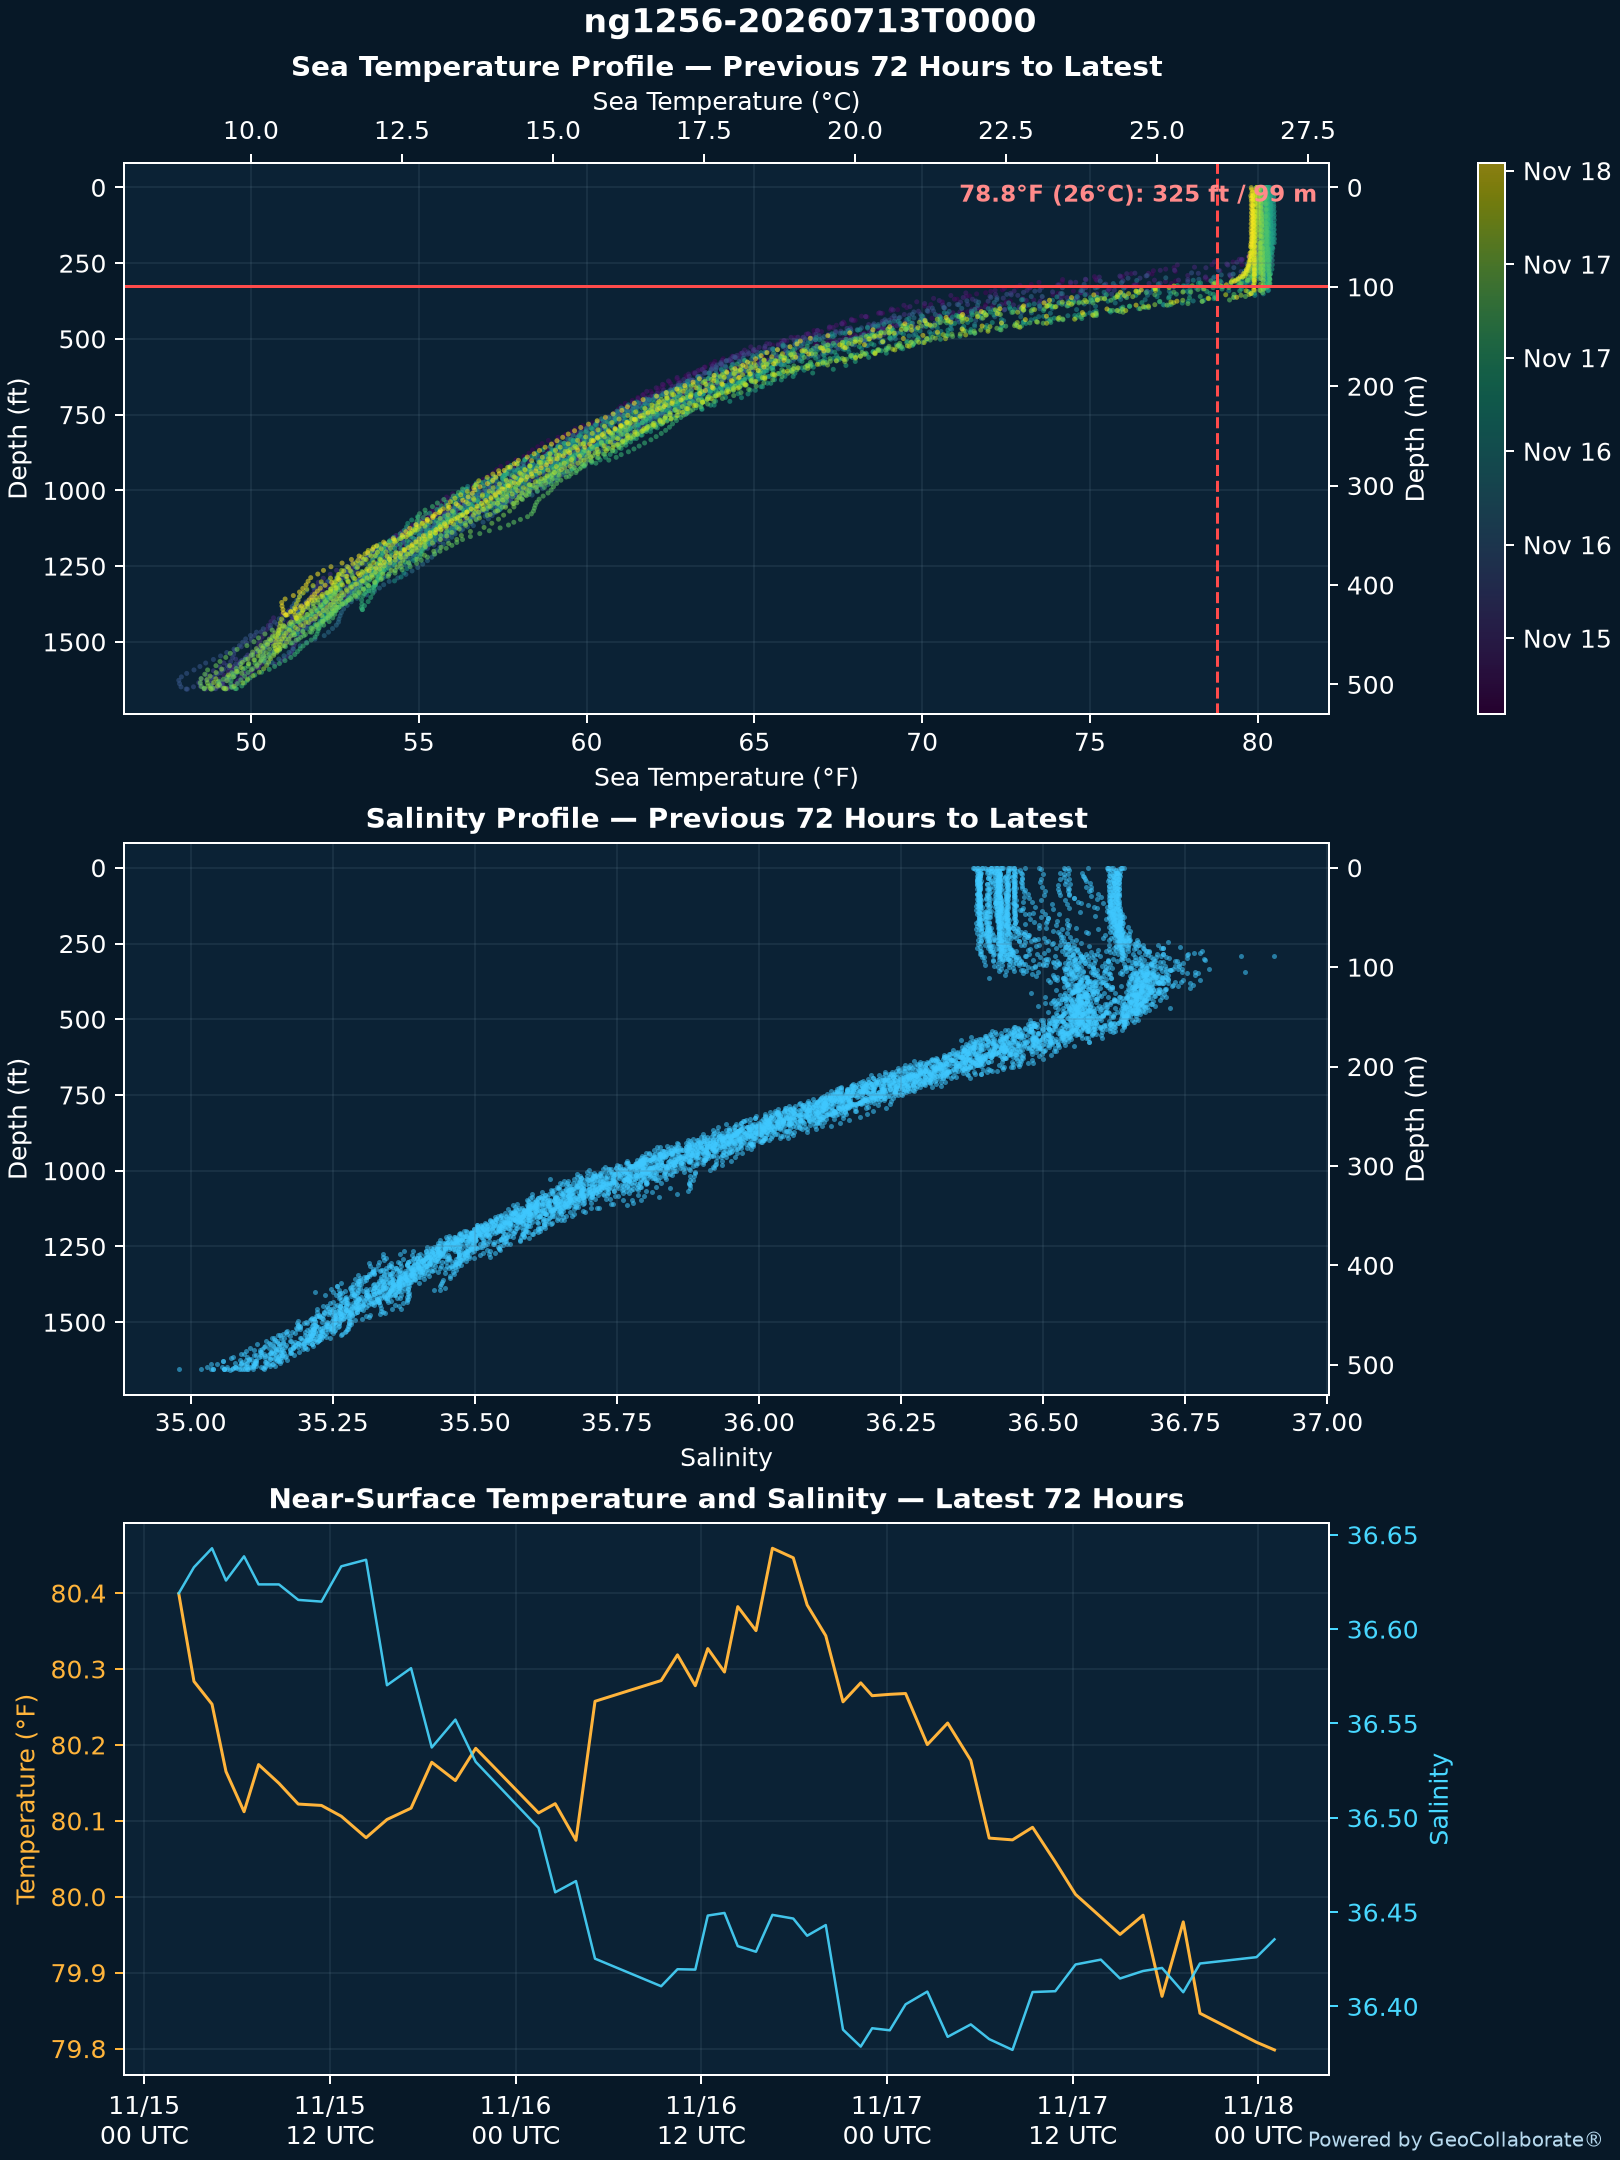 ng1256-20260713T0000
Sea Temperature Profile — Previous 72 Hours to Latest
Sea Temperature (°C)
10.0 12.5 15.0 17.5 20.0 22.5 25.0 27.5
78.8°F (26°C): 325 ft / 99 m
Depth (ft)
0
250
500
750
1000
1250
1500
0
100
200
300
400
500
Depth (m)
Nov 18
Nov 17
Nov 17
Nov 16
Nov 16
Nov 15
50 55 60 65 70 75 80
Sea Temperature (°F)
Salinity Profile — Previous 72 Hours to Latest
Depth (ft)
0
250
500
750
1000
1250
1500
0
100
200
300
400
500
Depth (m)
35.00 35.25 35.50 35.75 36.00 36.25 36.50 36.75 37.00
Salinity
Near-Surface Temperature and Salinity — Latest 72 Hours
Temperature (°F)
80.4
80.3
80.2
80.1
80.0
79.9
79.8
36.65
36.60
36.55
36.50
36.45
36.40
Salinity
11/15 11/15 11/16 11/16 11/17 11/17 11/18
00 UTC 12 UTC 00 UTC 12 UTC 00 UTC 12 UTC 00 UTC
Powered by GeoCollaborate®